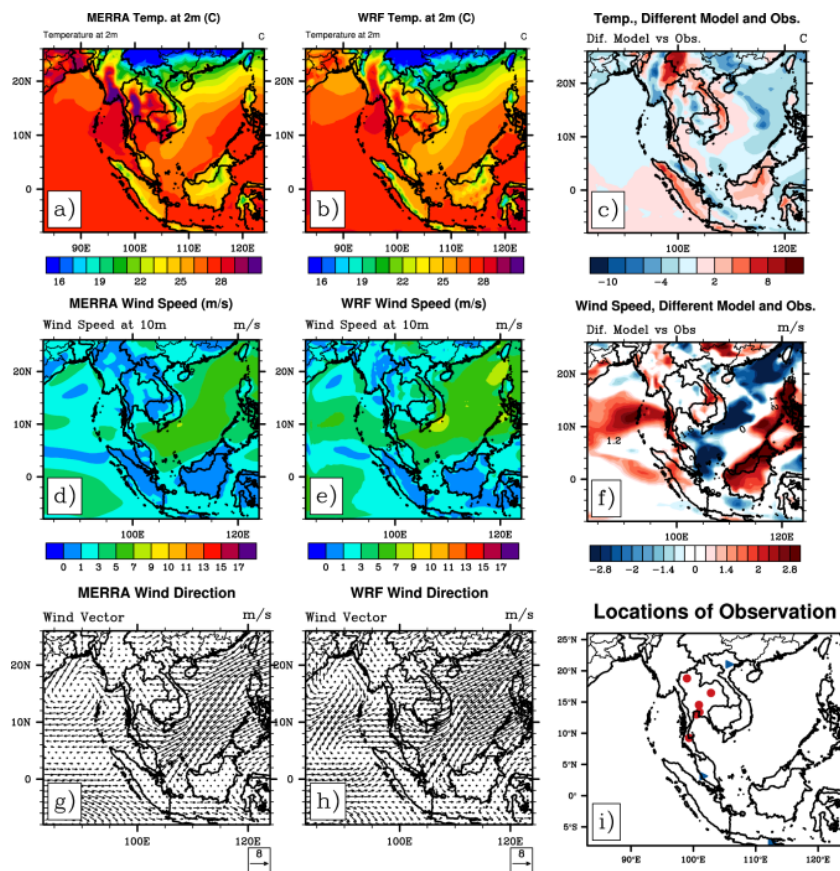 MERRA Temp. at 2m (C)
Temperature at 2m C
20N
10N
0
a)
90E 100E 110E 120E
16 19 22 25 28
WRF Temp. at 2m (C)
Temperature at 2m C
20N
10N
0
b)
90E 100E 110E 120E
16 19 22 25 28
Temp., Different Model and Obs.
Dif. Model vs Obs. C
20N
10N
0
c)
100E 120E
-10 -4 2 8
MERRA Wind Speed (m/s)
Wind Speed at 10m m/s
20N
10N
0
d)
100E 120E
0 1 3 5 7 9 10 11 13 15 17
WRF Wind Speed (m/s)
Wind Speed at 10m m/s
20N
10N
0
e)
100E 120E
0 1 3 5 7 9 10 11 13 15 17
Wind Speed, Different Model and Obs.
Dif. Model vs Obs m/s
20N
10N
0
1.2
0
f)
100E 120E
-2.8 -2 -1.4 0 1.4 2 2.8
MERRA Wind Direction
Wind Vector m/s
20N
10N
0
g)
100E 120E
8
WRF Wind Direction
Wind Vector m/s
20N
10N
0
h)
100E 120E
8
Locations of Observation
25°N
20°N
15°N
10°N
5°N
0°N
5°S
i)
90°E 100°E 110°E 120°E